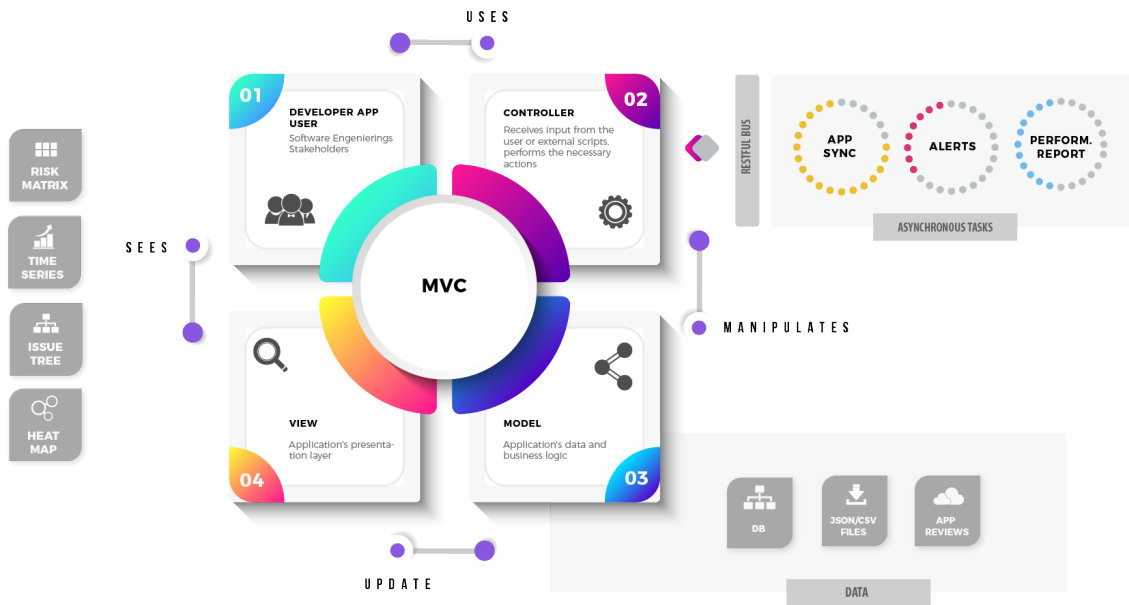 USES
01
DEVELOPER APP
USER
Software Engenierings
Stakeholders
02
CONTROLLER
Receives input from the
user or external scripts,
performs the necessary
actions
RESTFUL BUS
APP
SYNC
ALERTS
PERFORM.
REPORT
ASYNCHRONOUS TASKS
RISK
MATRIX
TIME
SERIES
ISSUE
TREE
HEAT
MAP
SEES
MVC
MANIPULATES
VIEW
Application's presenta-
tion layer
04
MODEL
Application's data and
business logic
03
DB
JSON/CSV
FILES
APP
REVIEWS
DATA
UPDATE